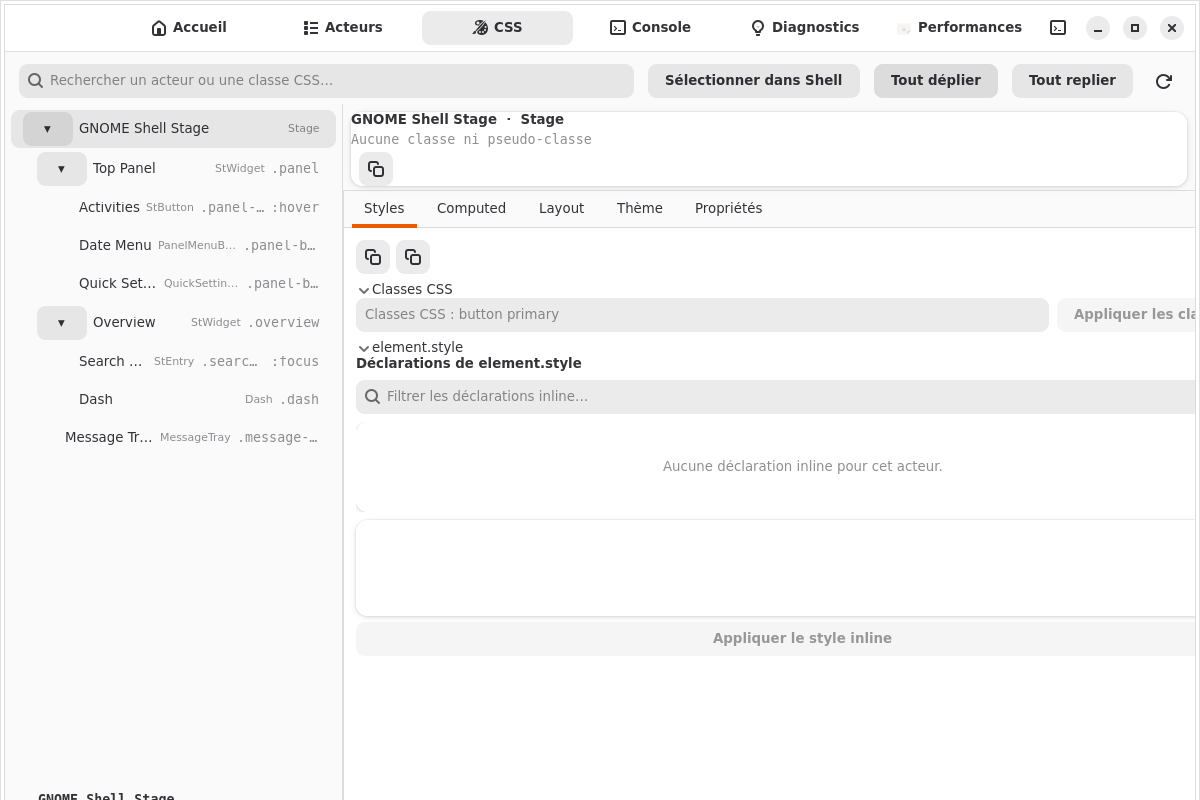 Accueil Acteurs CSS Console Diagnostics Performances
Rechercher un acteur ou une classe CSS... Sélectionner dans Shell Tout déplier Tout replier
GNOME Shell Stage Stage
Top Panel StWidget .panel
Activities StButton .panel-… :hover
Date Menu PanelMenuB… .panel-b…
Quick Set… QuickSettin… .panel-b…
Overview StWidget .overview
Search … StEntry .searc… :focus
Dash Dash .dash
Message Tr… MessageTray .message-…
GNOME Shell Stage
GNOME Shell Stage · Stage
Aucune classe ni pseudo-classe
Styles Computed Layout Thème Propriétés
Classes CSS
Classes CSS : button primary Appliquer les cla
element.style
Déclarations de element.style
Filtrer les déclarations inline...
Aucune déclaration inline pour cet acteur.
Appliquer le style inline